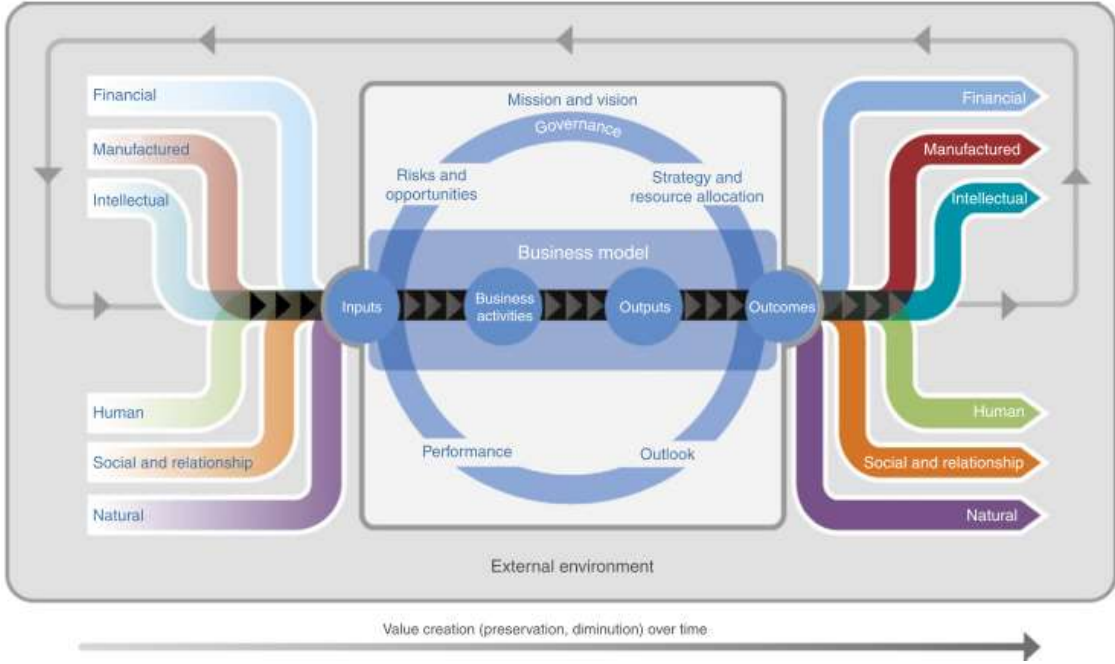 Financial
Manufactured
Intellectual
Human
Social and relationship
Natural
Mission and vision
Governance
Risks and
opportunities
Strategy and
resource allocation
Business model
Inputs
Business
activities
Outputs
Outcomes
Performance
Outlook
Financial
Manufactured
Intellectual
Human
Social and relationship
Natural
External environment
Value creation (preservation, diminution) over time